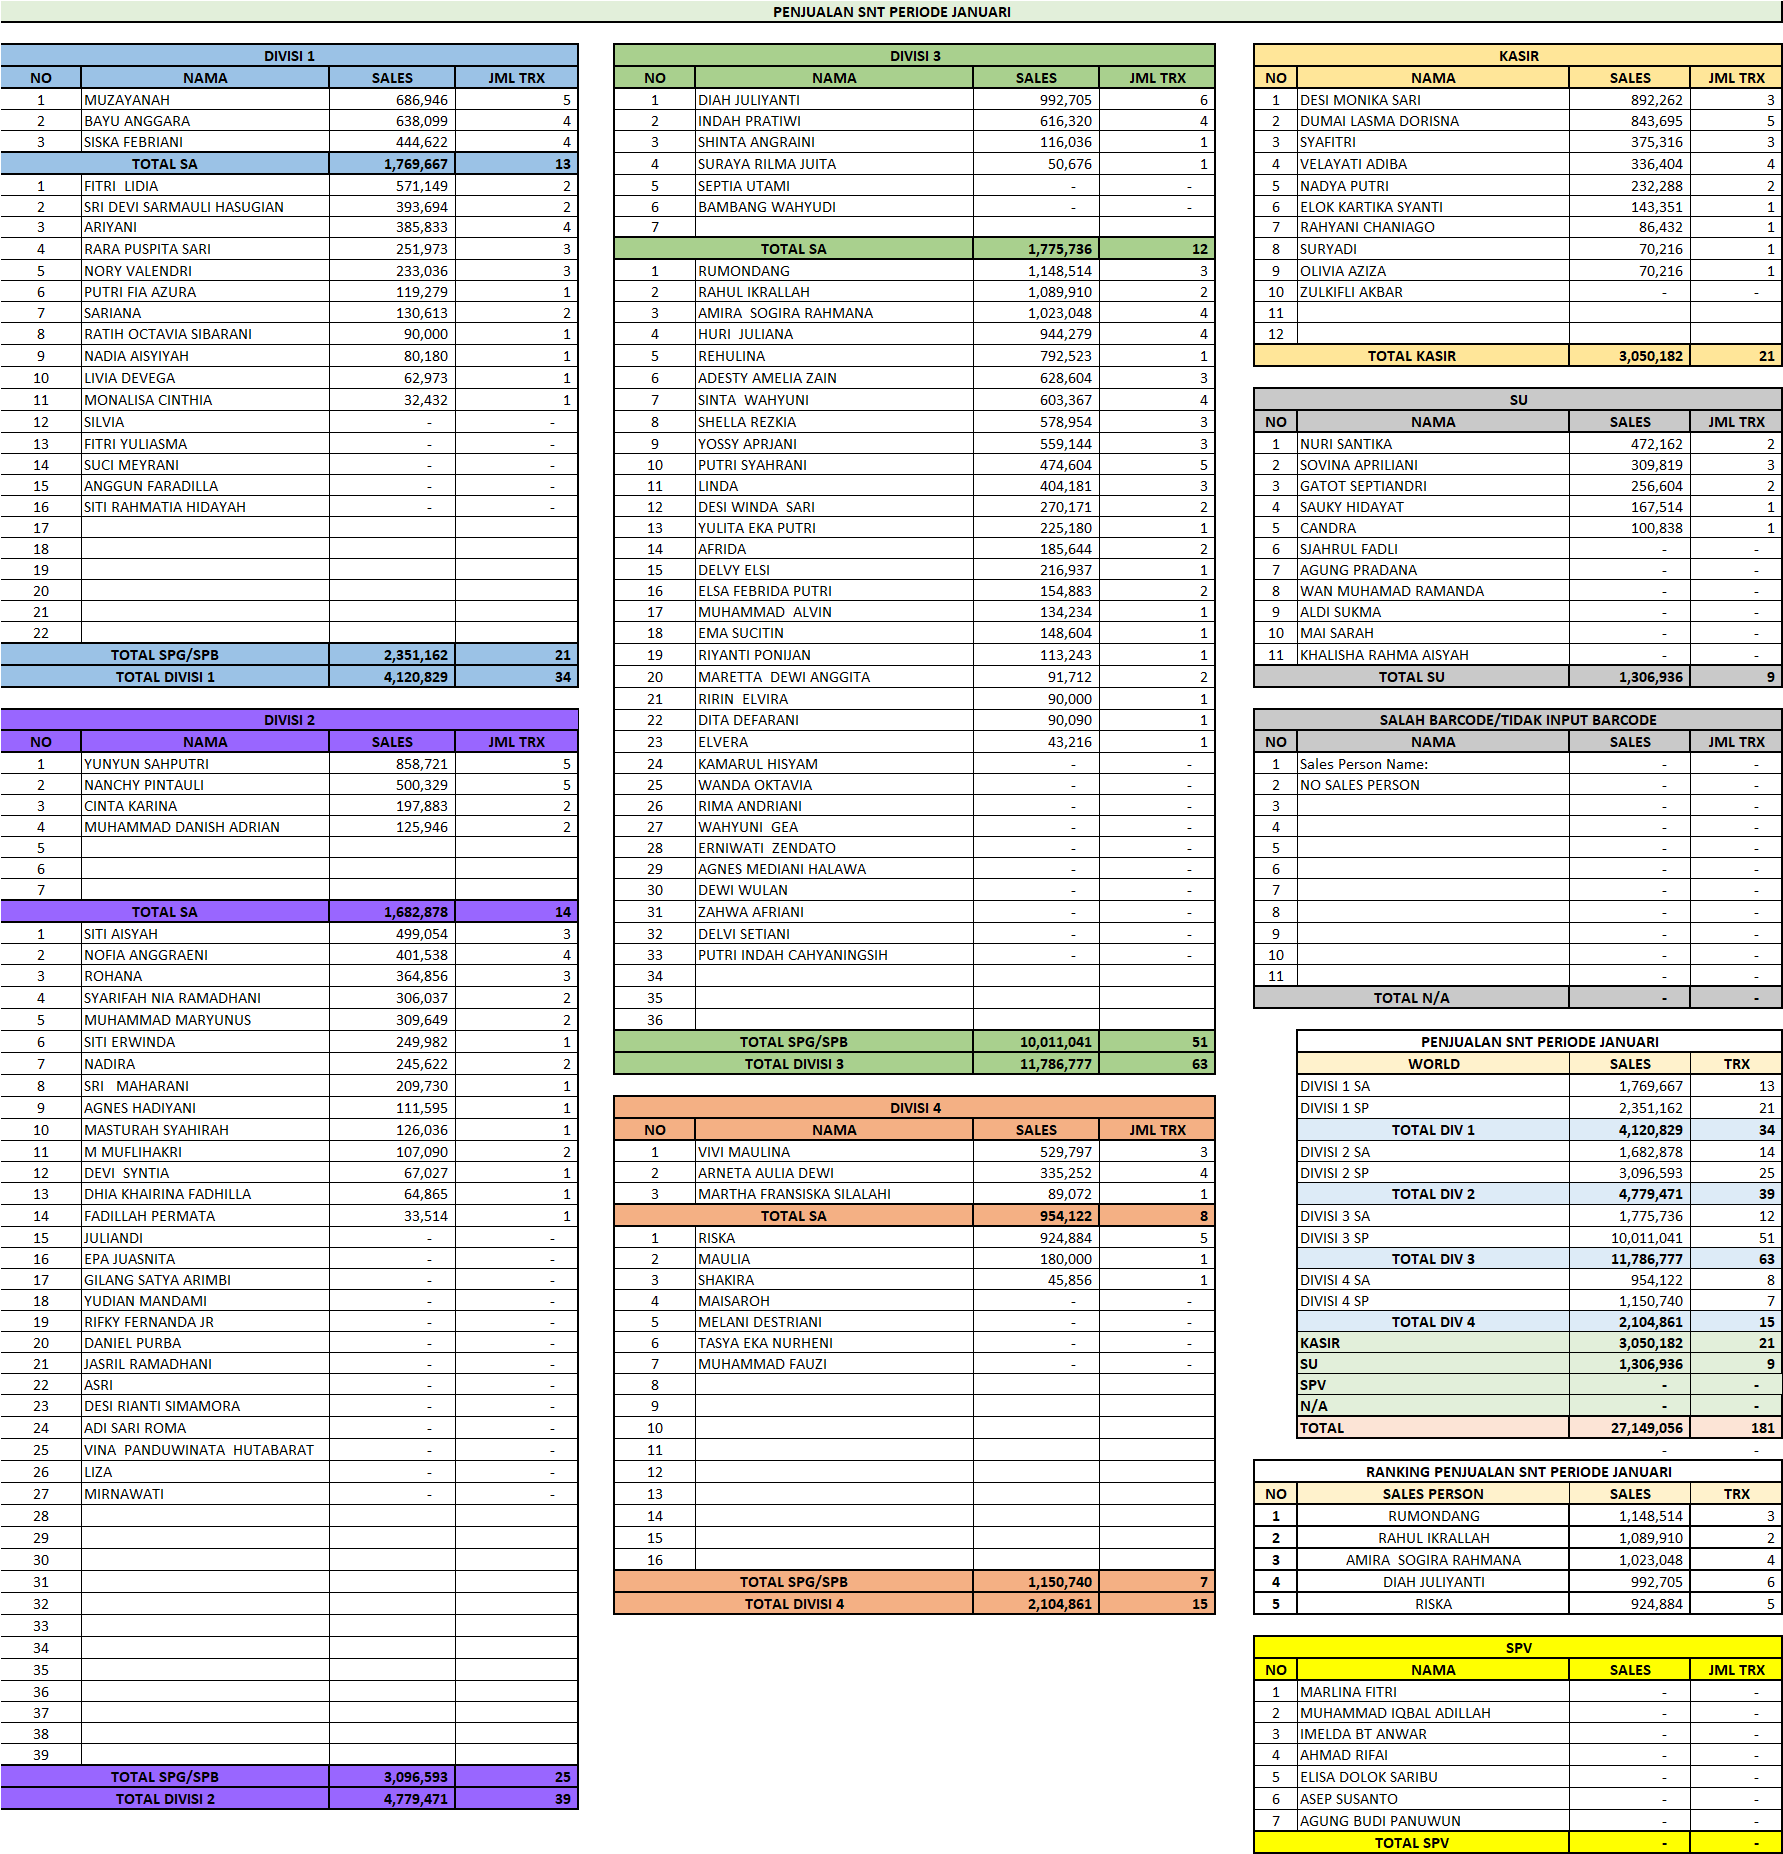 PENJUALAN SNT PERIODE JANUARI
DIVISI 1
NO NAMA SALES JML TRX
1 MUZAYANAH 686,946 5
2 BAYU ANGGARA 638,099 4
3 SISKA FEBRIANI 444,622 4
TOTAL SA 1,769,667 13
1 FITRI LIDIA 571,149 2
2 SRI DEVI SARMAULI HASUGIAN 393,694 2
3 ARIYANI 385,833 4
4 RARA PUSPITA SARI 251,973 3
5 NORY VALENDRI 233,036 3
6 PUTRI FIA AZURA 119,279 1
7 SARIANA 130,613 2
8 RATIH OCTAVIA SIBARANI 90,000 1
9 NADIA AISYIYAH 80,180 1
10 LIVIA DEVEGA 62,973 1
11 MONALISA CINTHIA 32,432 1
12 SILVIA - -
13 FITRI YULIASMA - -
14 SUCI MEYRANI - -
15 ANGGUN FARADILLA - -
16 SITI RAHMATIA HIDAYAH - -
17
18
19
20
21
22
TOTAL SPG/SPB 2,351,162 21
TOTAL DIVISI 1 4,120,829 34
DIVISI 2
NO NAMA SALES JML TRX
1 YUNYUN SAHPUTRI 858,721 5
2 NANCHY PINTAULI 500,329 5
3 CINTA KARINA 197,883 2
4 MUHAMMAD DANISH ADRIAN 125,946 2
5
6
7
TOTAL SA 1,682,878 14
1 SITI AISYAH 499,054 3
2 NOFIA ANGGRAENI 401,538 4
3 ROHANA 364,856 3
4 SYARIFAH NIA RAMADHANI 306,037 2
5 MUHAMMAD MARYUNUS 309,649 2
6 SITI ERWINDA 249,982 1
7 NADIRA 245,622 2
8 SRI MAHARANI 209,730 1
9 AGNES HADIYANI 111,595 1
10 MASTURAH SYAHIRAH 126,036 1
11 M MUFLIHAKRI 107,090 2
12 DEVI SYNTIA 67,027 1
13 DHIA KHAIRINA FADHILLA 64,865 1
14 FADILLAH PERMATA 33,514 1
15 JULIANDI - -
16 EPA JUASNITA - -
17 GILANG SATYA ARIMBI - -
18 YUDIAN MANDAMI - -
19 RIFKY FERNANDA JR - -
20 DANIEL PURBA - -
21 JASRIL RAMADHANI - -
22 ASRI - -
23 DESI RIANTI SIMAMORA - -
24 ADI SARI ROMA - -
25 VINA PANDUWINATA HUTABARAT - -
26 LIZA - -
27 MIRNAWATI - -
28
29
30
31
32
33
34
35
36
37
38
39
TOTAL SPG/SPB 3,096,593 25
TOTAL DIVISI 2 4,779,471 39
DIVISI 3
NO NAMA SALES JML TRX
1 DIAH JULIYANTI 992,705 6
2 INDAH PRATIWI 616,320 4
3 SHINTA ANGRAINI 116,036 1
4 SURAYA RILMA JUITA 50,676 1
5 SEPTIA UTAMI - -
6 BAMBANG WAHYUDI - -
7
TOTAL SA 1,775,736 12
1 RUMONDANG 1,148,514 3
2 RAHUL IKRALLAH 1,089,910 2
3 AMIRA SOGIRA RAHMANA 1,023,048 4
4 HURI JULIANA 944,279 4
5 REHULINA 792,523 1
6 ADESTY AMELIA ZAIN 628,604 3
7 SINTA WAHYUNI 603,367 4
8 SHELLA REZKIA 578,954 3
9 YOSSY APRJANI 559,144 3
10 PUTRI SYAHRANI 474,604 5
11 LINDA 404,181 3
12 DESI WINDA SARI 270,171 2
13 YULITA EKA PUTRI 225,180 1
14 AFRIDA 185,644 2
15 DELVY ELSI 216,937 1
16 ELSA FEBRIDA PUTRI 154,883 2
17 MUHAMMAD ALVIN 134,234 1
18 EMA SUCITIN 148,604 1
19 RIYANTI PONIJAN 113,243 1
20 MARETTA DEWI ANGGITA 91,712 2
21 RIRIN ELVIRA 90,000 1
22 DITA DEFARANI 90,090 1
23 ELVERA 43,216 1
24 KAMARUL HISYAM - -
25 WANDA OKTAVIA - -
26 RIMA ANDRIANI - -
27 WAHYUNI GEA - -
28 ERNIWATI ZENDATO - -
29 AGNES MEDIANI HALAWA - -
30 DEWI WULAN - -
31 ZAHWA AFRIANI - -
32 DELVI SETIANI - -
33 PUTRI INDAH CAHYANINGSIH - -
34
35
36
TOTAL SPG/SPB 10,011,041 51
TOTAL DIVISI 3 11,786,777 63
DIVISI 4
NO NAMA SALES JML TRX
1 VIVI MAULINA 529,797 3
2 ARNETA AULIA DEWI 335,252 4
3 MARTHA FRANSISKA SILALAHI 89,072 1
TOTAL SA 954,122 8
1 RISKA 924,884 5
2 MAULIA 180,000 1
3 SHAKIRA 45,856 1
4 MAISAROH - -
5 MELANI DESTRIANI - -
6 TASYA EKA NURHENI - -
7 MUHAMMAD FAUZI - -
8
9
10
11
12
13
14
15
16
TOTAL SPG/SPB 1,150,740 7
TOTAL DIVISI 4 2,104,861 15
KASIR
NO NAMA SALES JML TRX
1 DESI MONIKA SARI 892,262 3
2 DUMAI LASMA DORISNA 843,695 5
3 SYAFITRI 375,316 3
4 VELAYATI ADIBA 336,404 4
5 NADYA PUTRI 232,288 2
6 ELOK KARTIKA SYANTI 143,351 1
7 RAHYANI CHANIAGO 86,432 1
8 SURYADI 70,216 1
9 OLIVIA AZIZA 70,216 1
10 ZULKIFLI AKBAR - -
11
12
TOTAL KASIR 3,050,182 21
SU
NO NAMA SALES JML TRX
1 NURI SANTIKA 472,162 2
2 SOVINA APRILIANI 309,819 3
3 GATOT SEPTIANDRI 256,604 2
4 SAUKY HIDAYAT 167,514 1
5 CANDRA 100,838 1
6 SJAHRUL FADLI - -
7 AGUNG PRADANA - -
8 WAN MUHAMAD RAMANDA - -
9 ALDI SUKMA - -
10 MAI SARAH - -
11 KHALISHA RAHMA AISYAH - -
TOTAL SU 1,306,936 9
SALAH BARCODE/TIDAK INPUT BARCODE
NO NAMA SALES JML TRX
1 Sales Person Name: - -
2 NO SALES PERSON - -
3 - -
4 - -
5 - -
6 - -
7 - -
8 - -
9 - -
10 - -
11 - -
TOTAL N/A - -
PENJUALAN SNT PERIODE JANUARI
WORLD SALES TRX
DIVISI 1 SA 1,769,667 13
DIVISI 1 SP 2,351,162 21
TOTAL DIV 1 4,120,829 34
DIVISI 2 SA 1,682,878 14
DIVISI 2 SP 3,096,593 25
TOTAL DIV 2 4,779,471 39
DIVISI 3 SA 1,775,736 12
DIVISI 3 SP 10,011,041 51
TOTAL DIV 3 11,786,777 63
DIVISI 4 SA 954,122 8
DIVISI 4 SP 1,150,740 7
TOTAL DIV 4 2,104,861 15
KASIR 3,050,182 21
SU 1,306,936 9
SPV - -
N/A - -
TOTAL 27,149,056 181
- -
RANKING PENJUALAN SNT PERIODE JANUARI
NO SALES PERSON SALES TRX
1 RUMONDANG 1,148,514 3
2 RAHUL IKRALLAH 1,089,910 2
3 AMIRA SOGIRA RAHMANA 1,023,048 4
4 DIAH JULIYANTI 992,705 6
5 RISKA 924,884 5
SPV
NO NAMA SALES JML TRX
1 MARLINA FITRI - -
2 MUHAMMAD IQBAL ADILLAH - -
3 IMELDA BT ANWAR - -
4 AHMAD RIFAI - -
5 ELISA DOLOK SARIBU - -
6 ASEP SUSANTO - -
7 AGUNG BUDI PANUWUN - -
TOTAL SPV - -